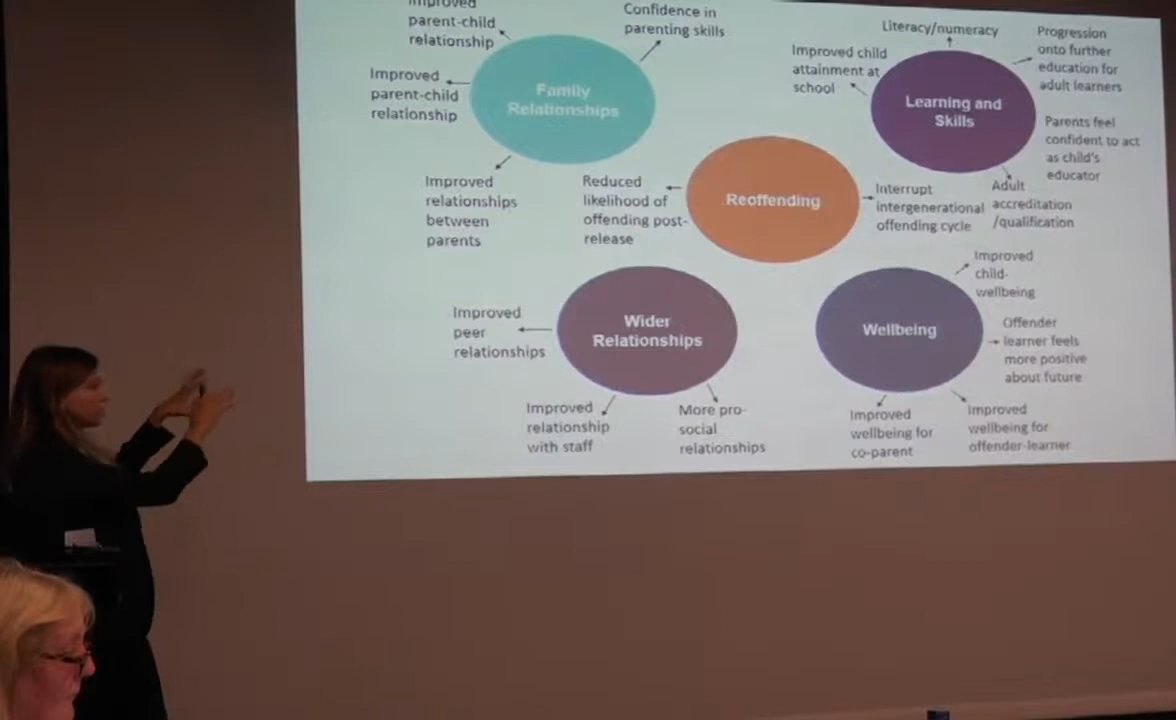 Improved
parent-child
relationship
Confidence in
parenting skills
Improved
parent-child
relationship
Family
Relationships
Improved
relationships
between
parents
Literacy/numeracy
Improved child
attainment at
school
Progression
onto further
education for
adult learners
Learning and
Skills
Parents feel
confident to act
as child's
educator
Adult
accreditation
/qualification
Reduced
likelihood of
offending post-
release
Reoffending
Interrupt
intergenerational
offending cycle
Improved
peer
relationships
Wider
Relationships
Improved
relationship
with staff
More pro-
social
relationships
Wellbeing
Improved
child-
wellbeing
Offender
learner feels
more positive
about future
Improved
wellbeing for
co-parent
Improved
wellbeing for
offender-learner